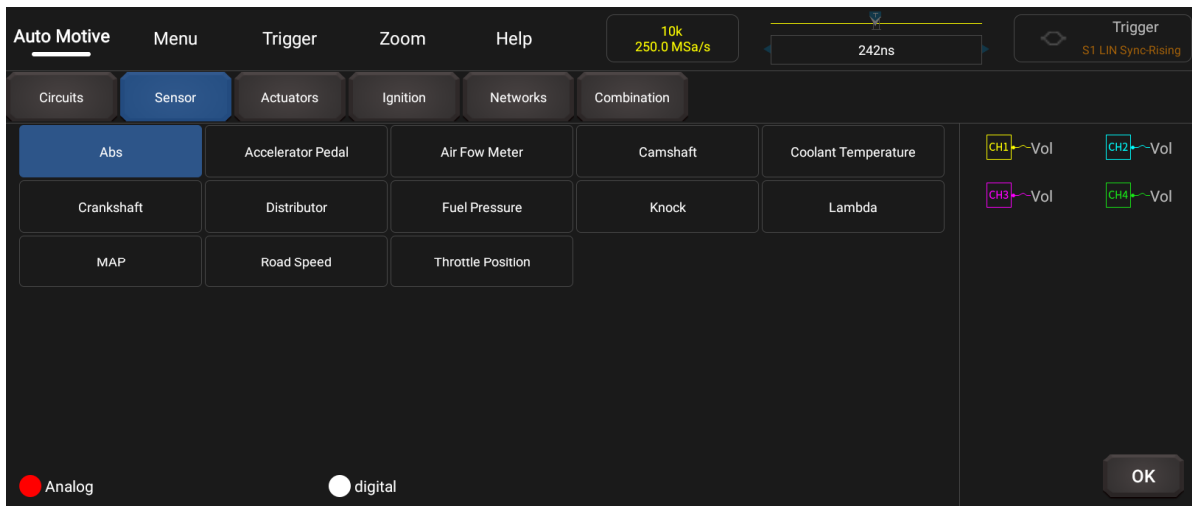 Auto Motive Menu Trigger Zoom Help
10k
250.0 MSa/s
T
242ns
Trigger
S1 LIN Sync-Rising
Circuits Sensor Actuators Ignition Networks Combination
Abs Accelerator Pedal Air Fow Meter Camshaft Coolant Temperature
CH1 Vol CH2 Vol
Crankshaft Distributor Fuel Pressure Knock Lambda
CH3 Vol CH4 Vol
MAP Road Speed Throttle Position
Analog digital
OK